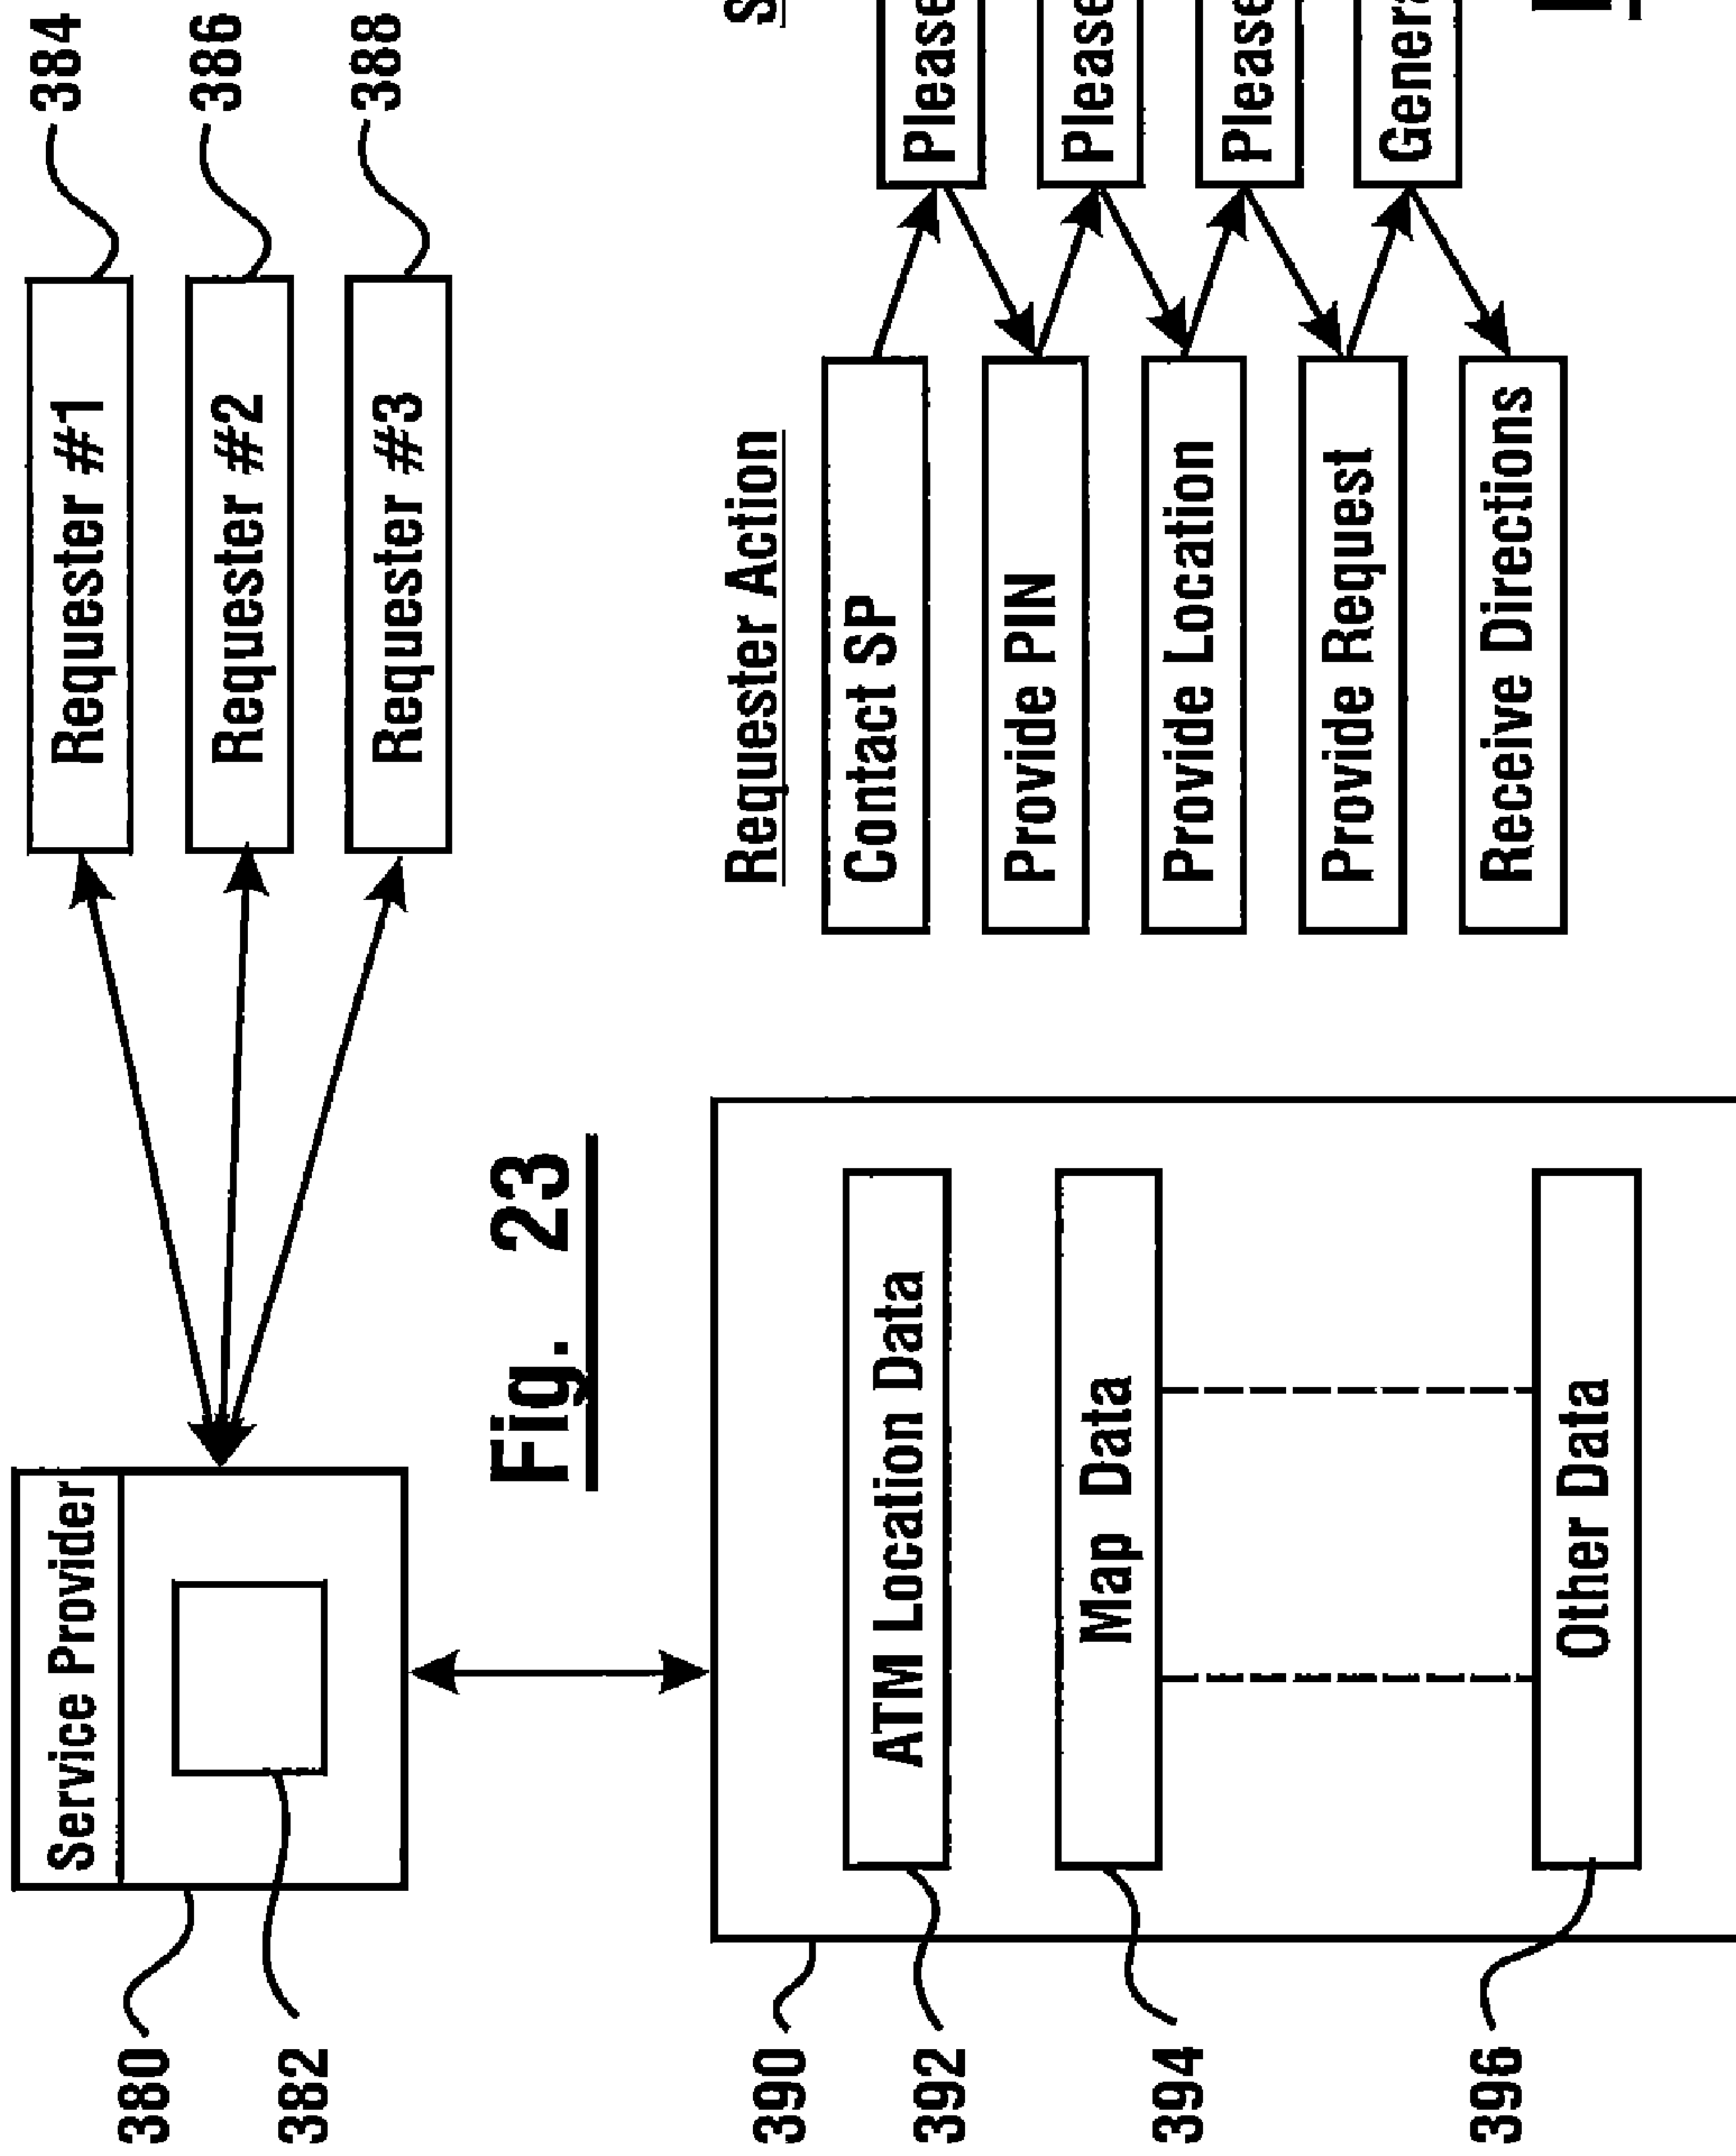 Service Provider
380
382
Requester #1
384
Requester #2
386
Requester #3
388
Fig. 23
390
ATM Location Data
392
Map Data
394
Other Data
396
Requester Action
Contact SP
Provide PIN
Provide Location
Provide Request
Receive Directions
S
Please
Please
Please
Genera